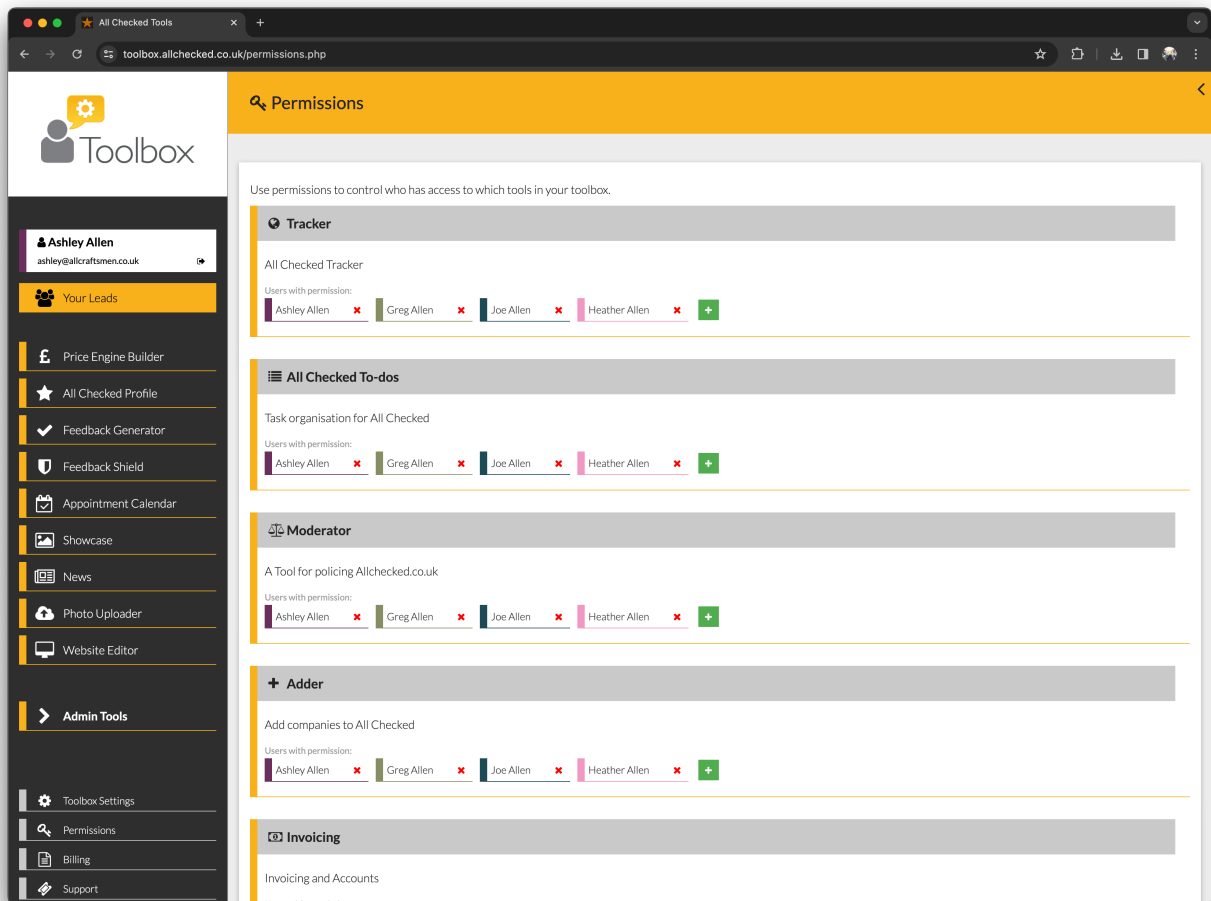 All Checked Tools
toolbox.allchecked.co.uk/permissions.php
Toolbox
Ashley Allen
ashley@allcraftsmen.co.uk
Your Leads
£ Price Engine Builder
All Checked Profile
Feedback Generator
Feedback Shield
Appointment Calendar
Showcase
News
Photo Uploader
Website Editor
Admin Tools
Toolbox Settings
Permissions
Billing
Support
Permissions
Use permissions to control who has access to which tools in your toolbox.
Tracker
All Checked Tracker
Users with permission:
Ashley Allen Greg Allen Joe Allen Heather Allen
All Checked To-dos
Task organisation for All Checked
Users with permission:
Ashley Allen Greg Allen Joe Allen Heather Allen
Moderator
A Tool for policing Allchecked.co.uk
Users with permission:
Ashley Allen Greg Allen Joe Allen Heather Allen
Adder
Add companies to All Checked
Users with permission:
Ashley Allen Greg Allen Joe Allen Heather Allen
Invoicing
Invoicing and Accounts